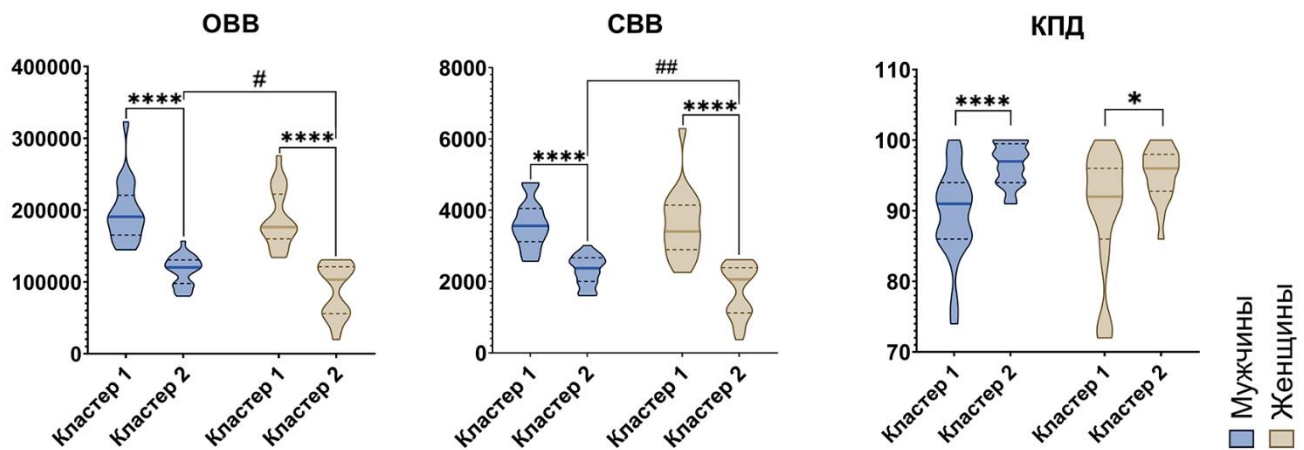 ОВВ
400000
300000
200000
100000
0
****
#
****
Кластер 1
Кластер 2
Кластер 1
Кластер 2
СВВ
8000
6000
4000
2000
0
****
##
****
Кластер 1
Кластер 2
Кластер 1
Кластер 2
КПД
110
100
90
80
70
****
*
Кластер 1
Кластер 2
Кластер 1
Кластер 2
Мужчины
Женщины